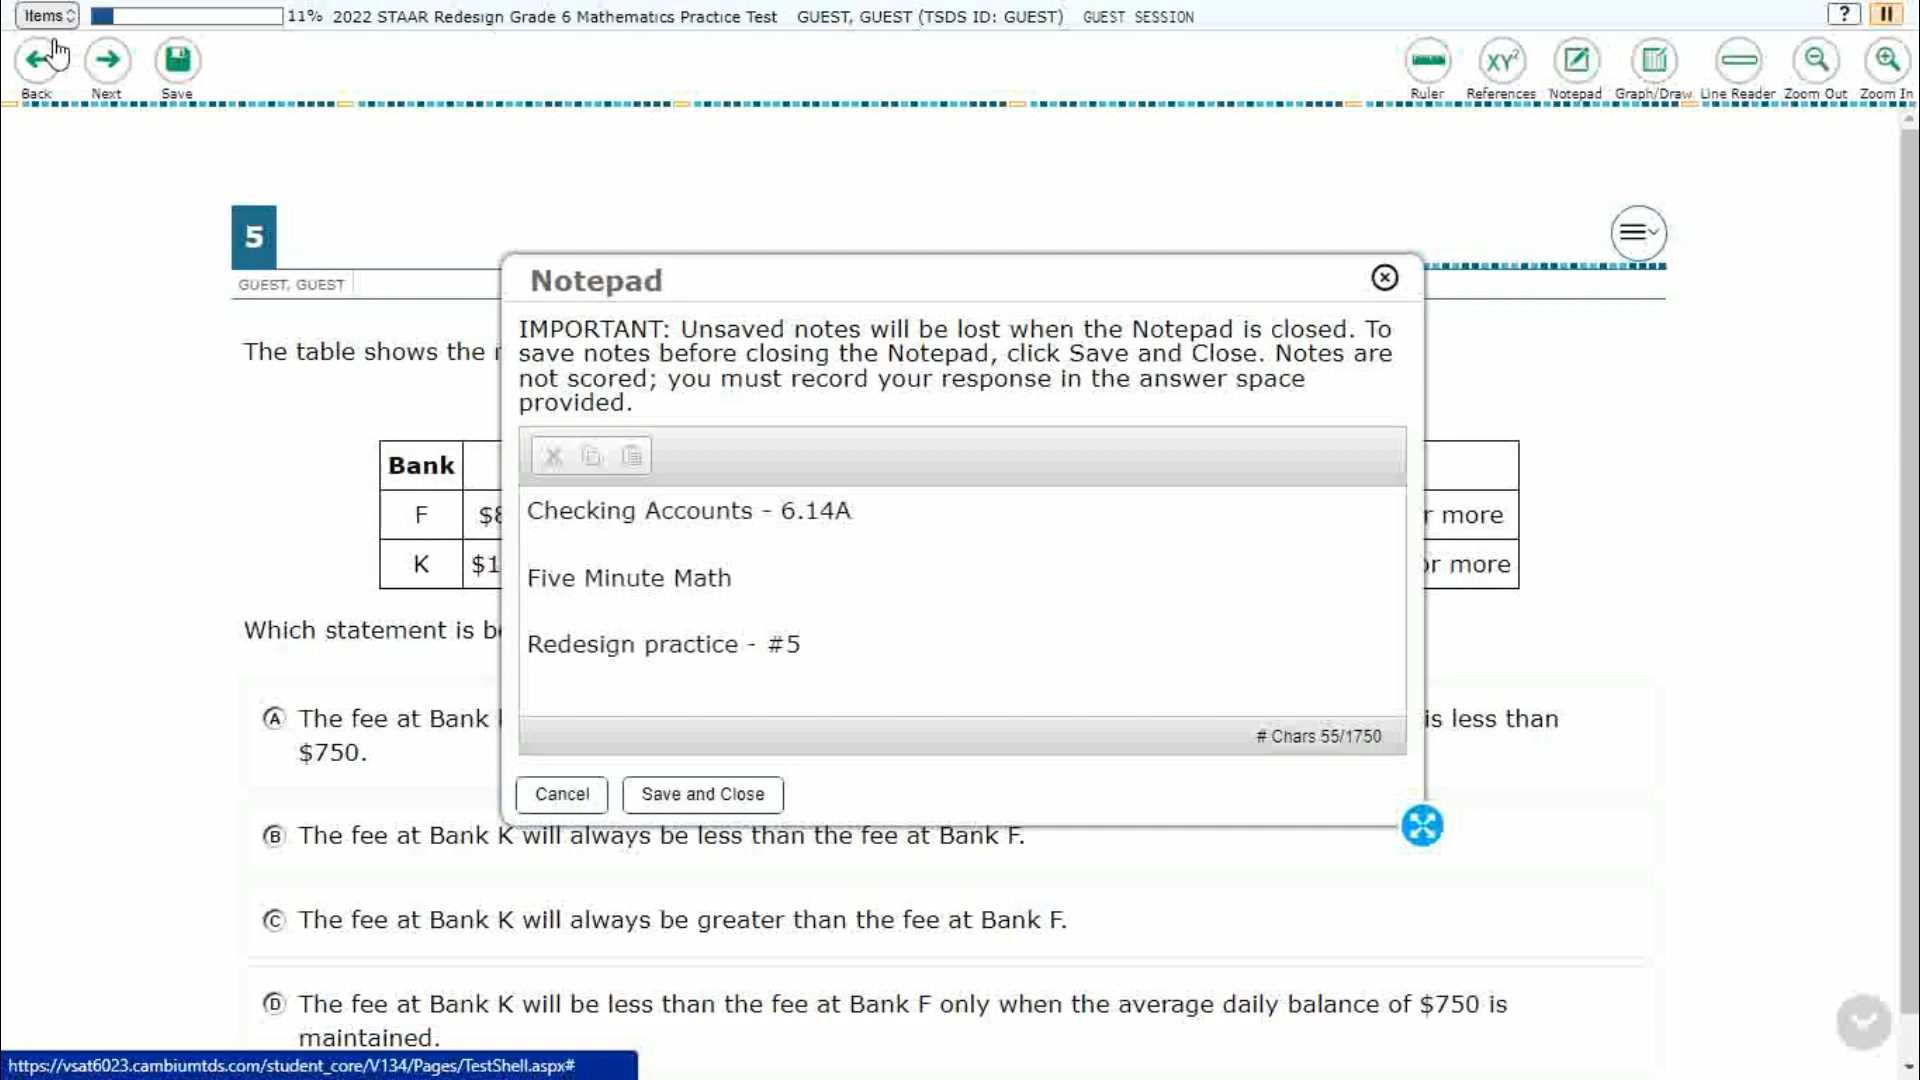 Items 11% 2022 STAAR Redesign Grade 6 Mathematics Practice Test GUEST, GUEST (TSDS ID: GUEST) GUEST SESSION ?
Back Next Save Ruler References Notepad Graph/Draw Line Reader Zoom Out Zoom In
XY²
5
GUEST, GUEST
The table shows the
Bank
F $8 r more
K $1 or more
Which statement is
Notepad
IMPORTANT: Unsaved notes will be lost when the Notepad is closed. To
save notes before closing the Notepad, click Save and Close. Notes are
not scored; you must record your response in the answer space
provided.
Checking Accounts - 6.14A
Five Minute Math
Redesign practice - #5
# Chars 55/1750
Cancel Save and Close
A The fee at Bank is less than
$750.
B The fee at Bank K will always be less than the fee at Bank F.
C The fee at Bank K will always be greater than the fee at Bank F.
D The fee at Bank K will be less than the fee at Bank F only when the average daily balance of $750 is
maintained.
https://vsat6023.cambiumtds.com/student_core/V134/Pages/TestShell.aspx#